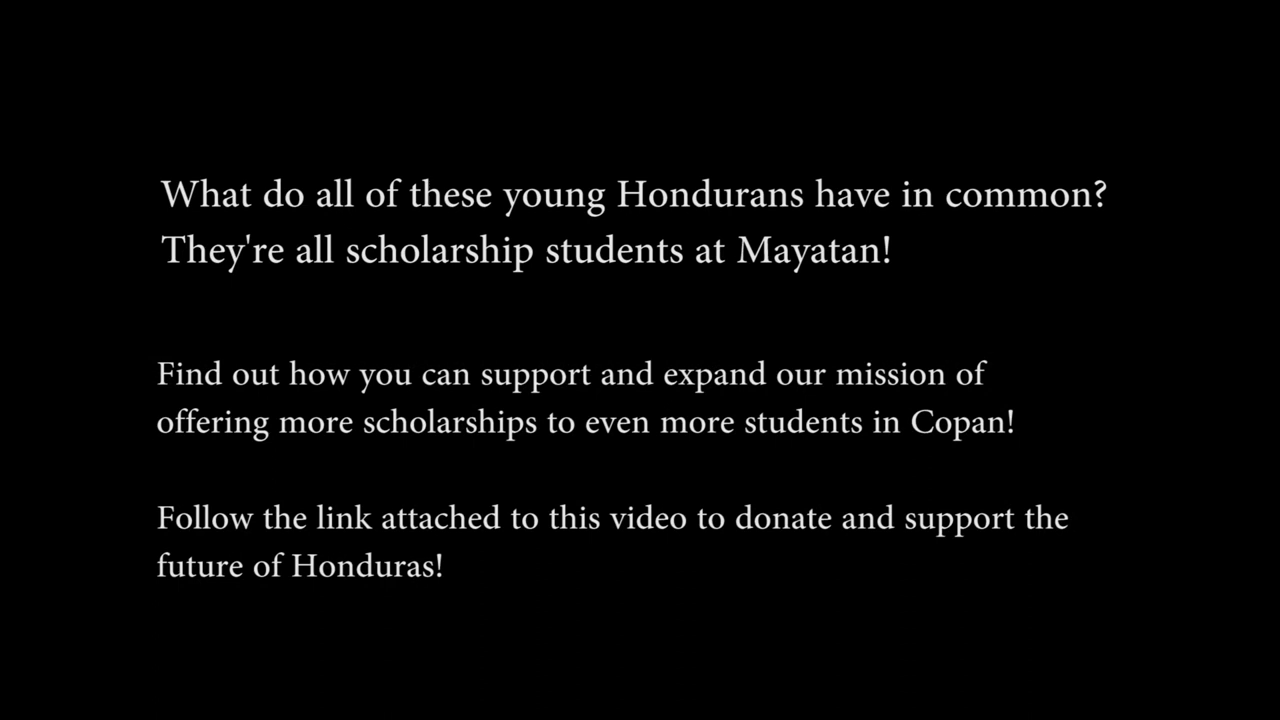 What do all of these young Hondurans have in common?
They're all scholarship students at Mayatan!
Find out how you can support and expand our mission of
offering more scholarships to even more students in Copan!
Follow the link attached to this video to donate and support the
future of Honduras!